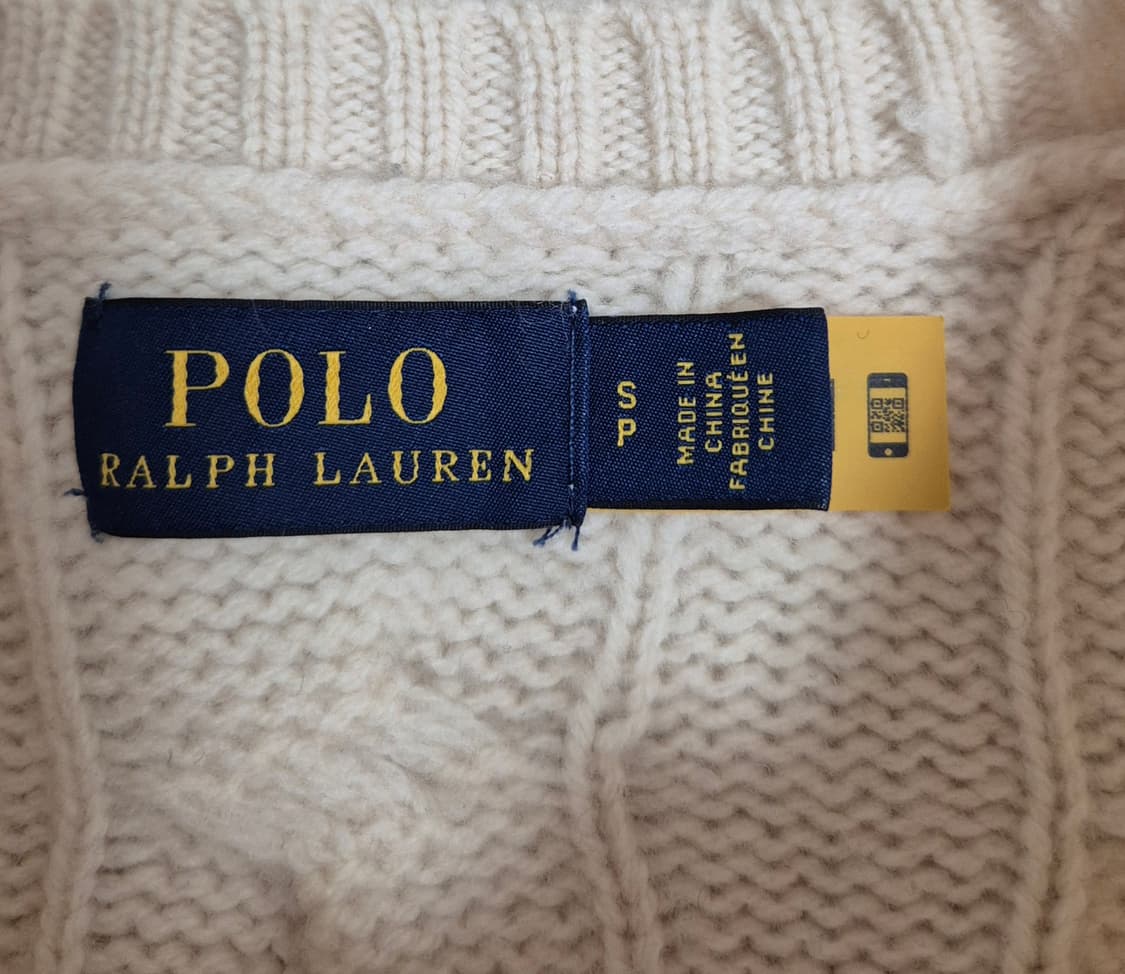 POLO
RALPH LAUREN
S
P
MADE IN
CHINA
FABRIQUÉ EN
CHINE